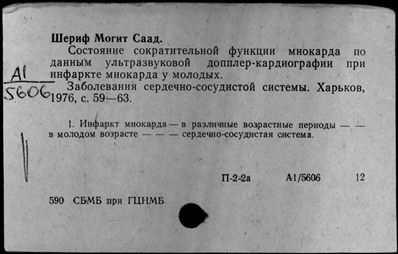 Шериф Могит Саад.
Состояние сократительной функции миокарда по
данным ультразвуковой допплер-кардиографии при
инфаркте миокарда у молодых.
A1
5606
Заболевания сердечно-сосудистой системы. Харьков,
1976, с. 59—63.
1. Инфаркт миокарда — в различные возрастные периоды — —
в молодом возрасте — — — сердечно-сосудистая система.
П-2-2а A1/5606 12
590 СБМБ при ГЦНМБ